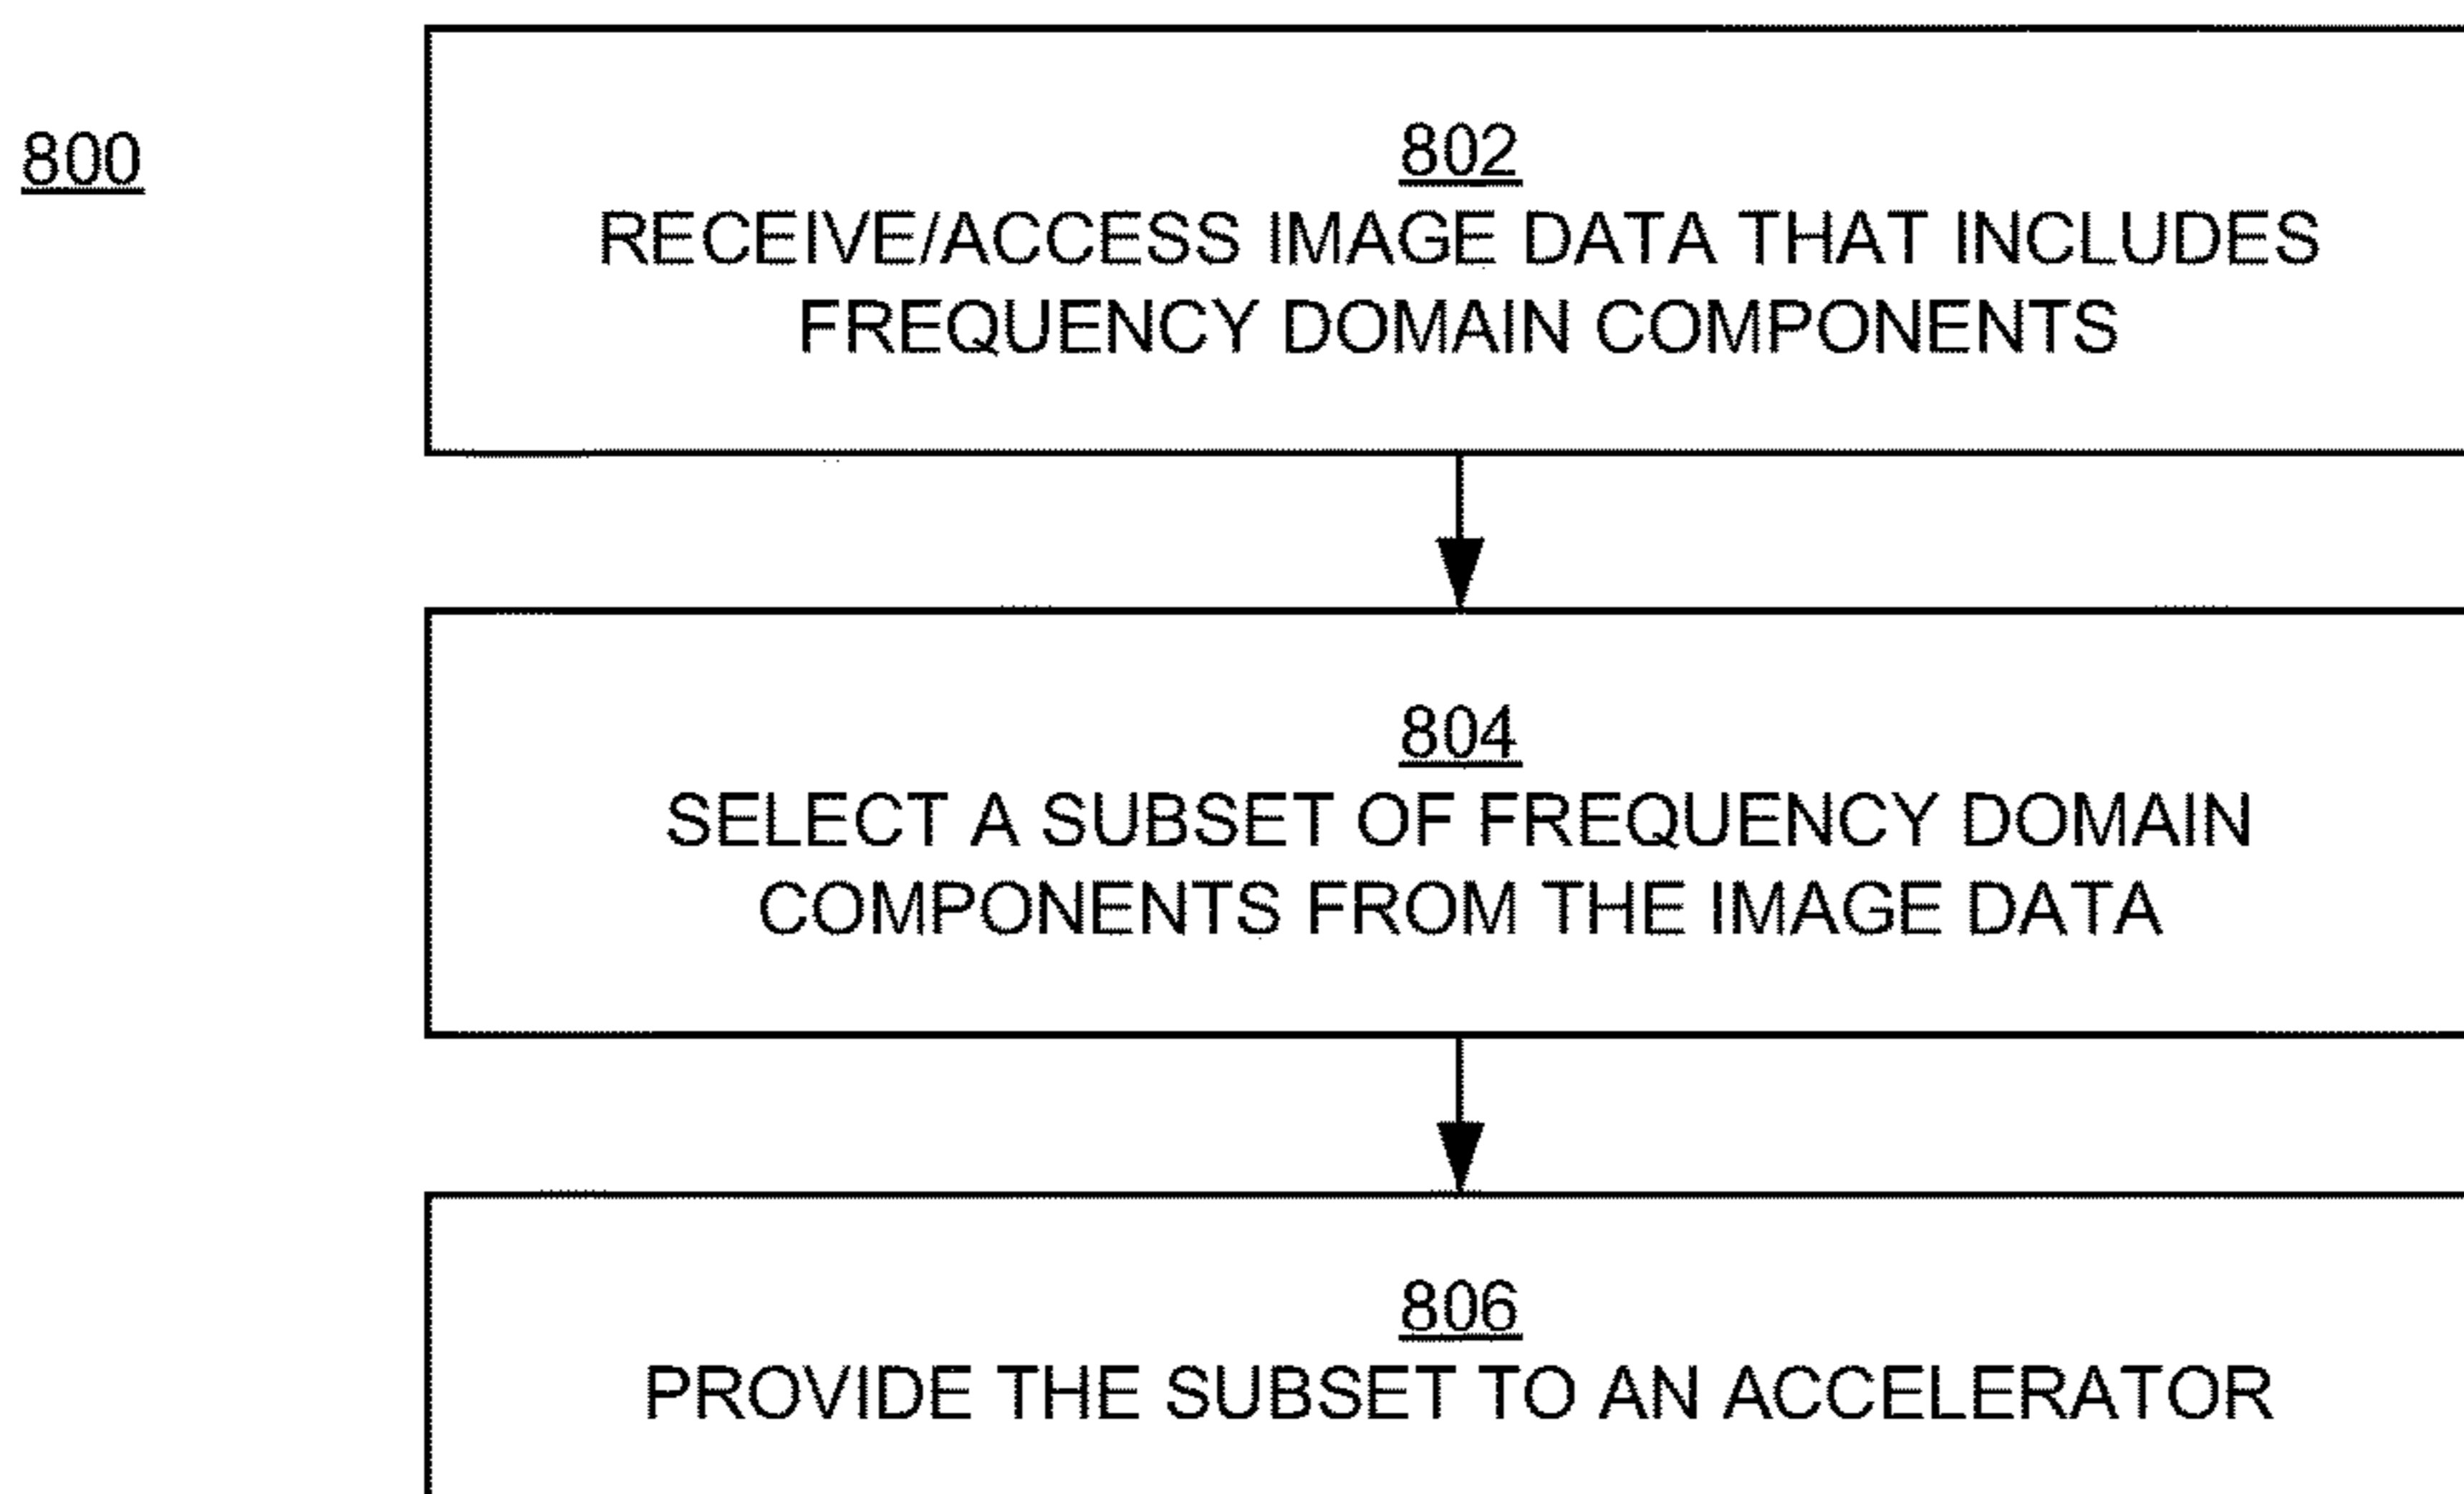 800
802
RECEIVE/ACCESS IMAGE DATA THAT INCLUDES
FREQUENCY DOMAIN COMPONENTS
804
SELECT A SUBSET OF FREQUENCY DOMAIN
COMPONENTS FROM THE IMAGE DATA
806
PROVIDE THE SUBSET TO AN ACCELERATOR